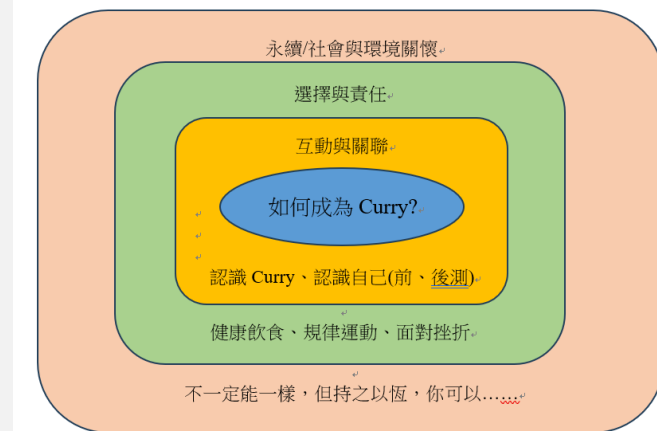 永續/社會與環境關懷
選擇與責任
互動與關聯
如何成為 Curry?
認識 Curry、認識自己(前、後測)
健康飲食、規律運動、面對挫折
不一定能一樣，但持之以恆，你可以……